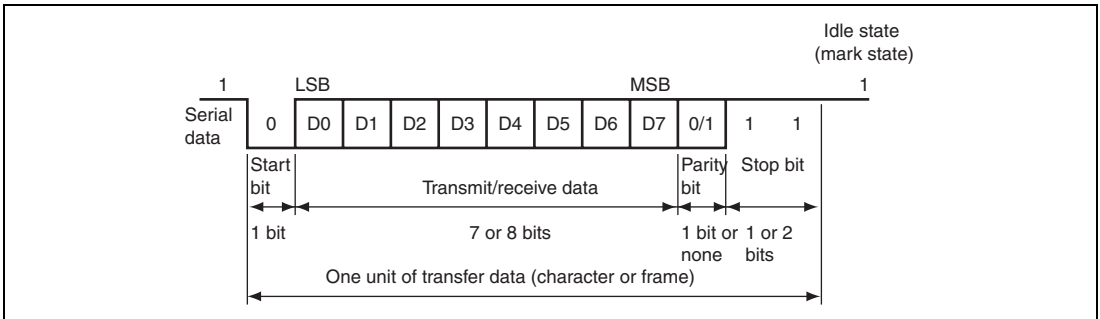 Idle state
(mark state)
1 LSB MSB 1
Serial
data
0 D0 D1 D2 D3 D4 D5 D6 D7 0/1 1 1
Start
bit
Transmit/receive data
Parity
bit
Stop bit
1 bit
7 or 8 bits
1 bit or
none
1 or 2
bits
One unit of transfer data (character or frame)